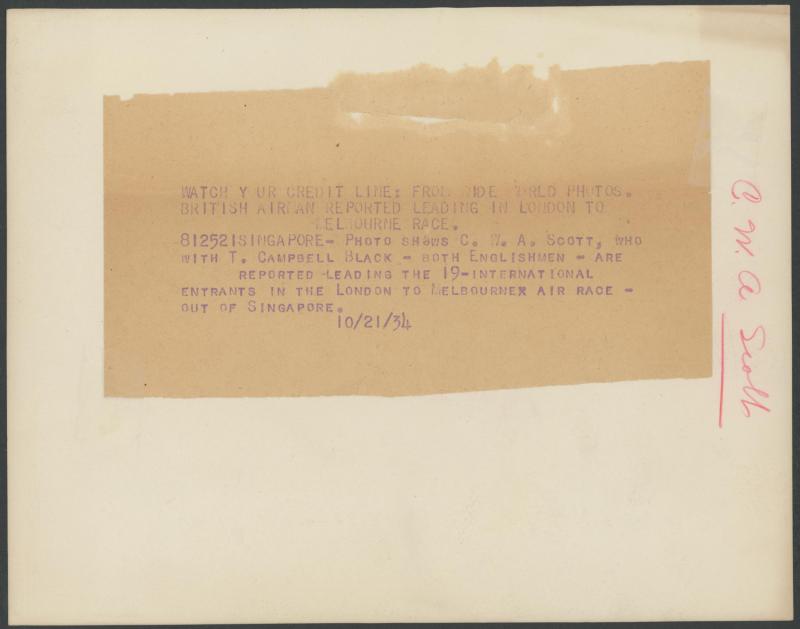 WATCH Y UR CREDIT LINE: FROM WIDE WORLD PHOTOS.
BRITISH AIRMAN REPORTED LEADING IN LONDON TO
MELBOURNE RACE.
812521SINGAPORE- PHOTO SHOWS C. W. A. SCOTT, WHO
WITH T. CAMPBELL BLACK - BOTH ENGLISHMEN - ARE
REPORTED LEADING THE 19-INTERNATIONAL
ENTRANTS IN THE LONDON TO MELBOURNEX AIR RACE -
OUT OF SINGAPORE.
10/21/34
C. W. A Scott